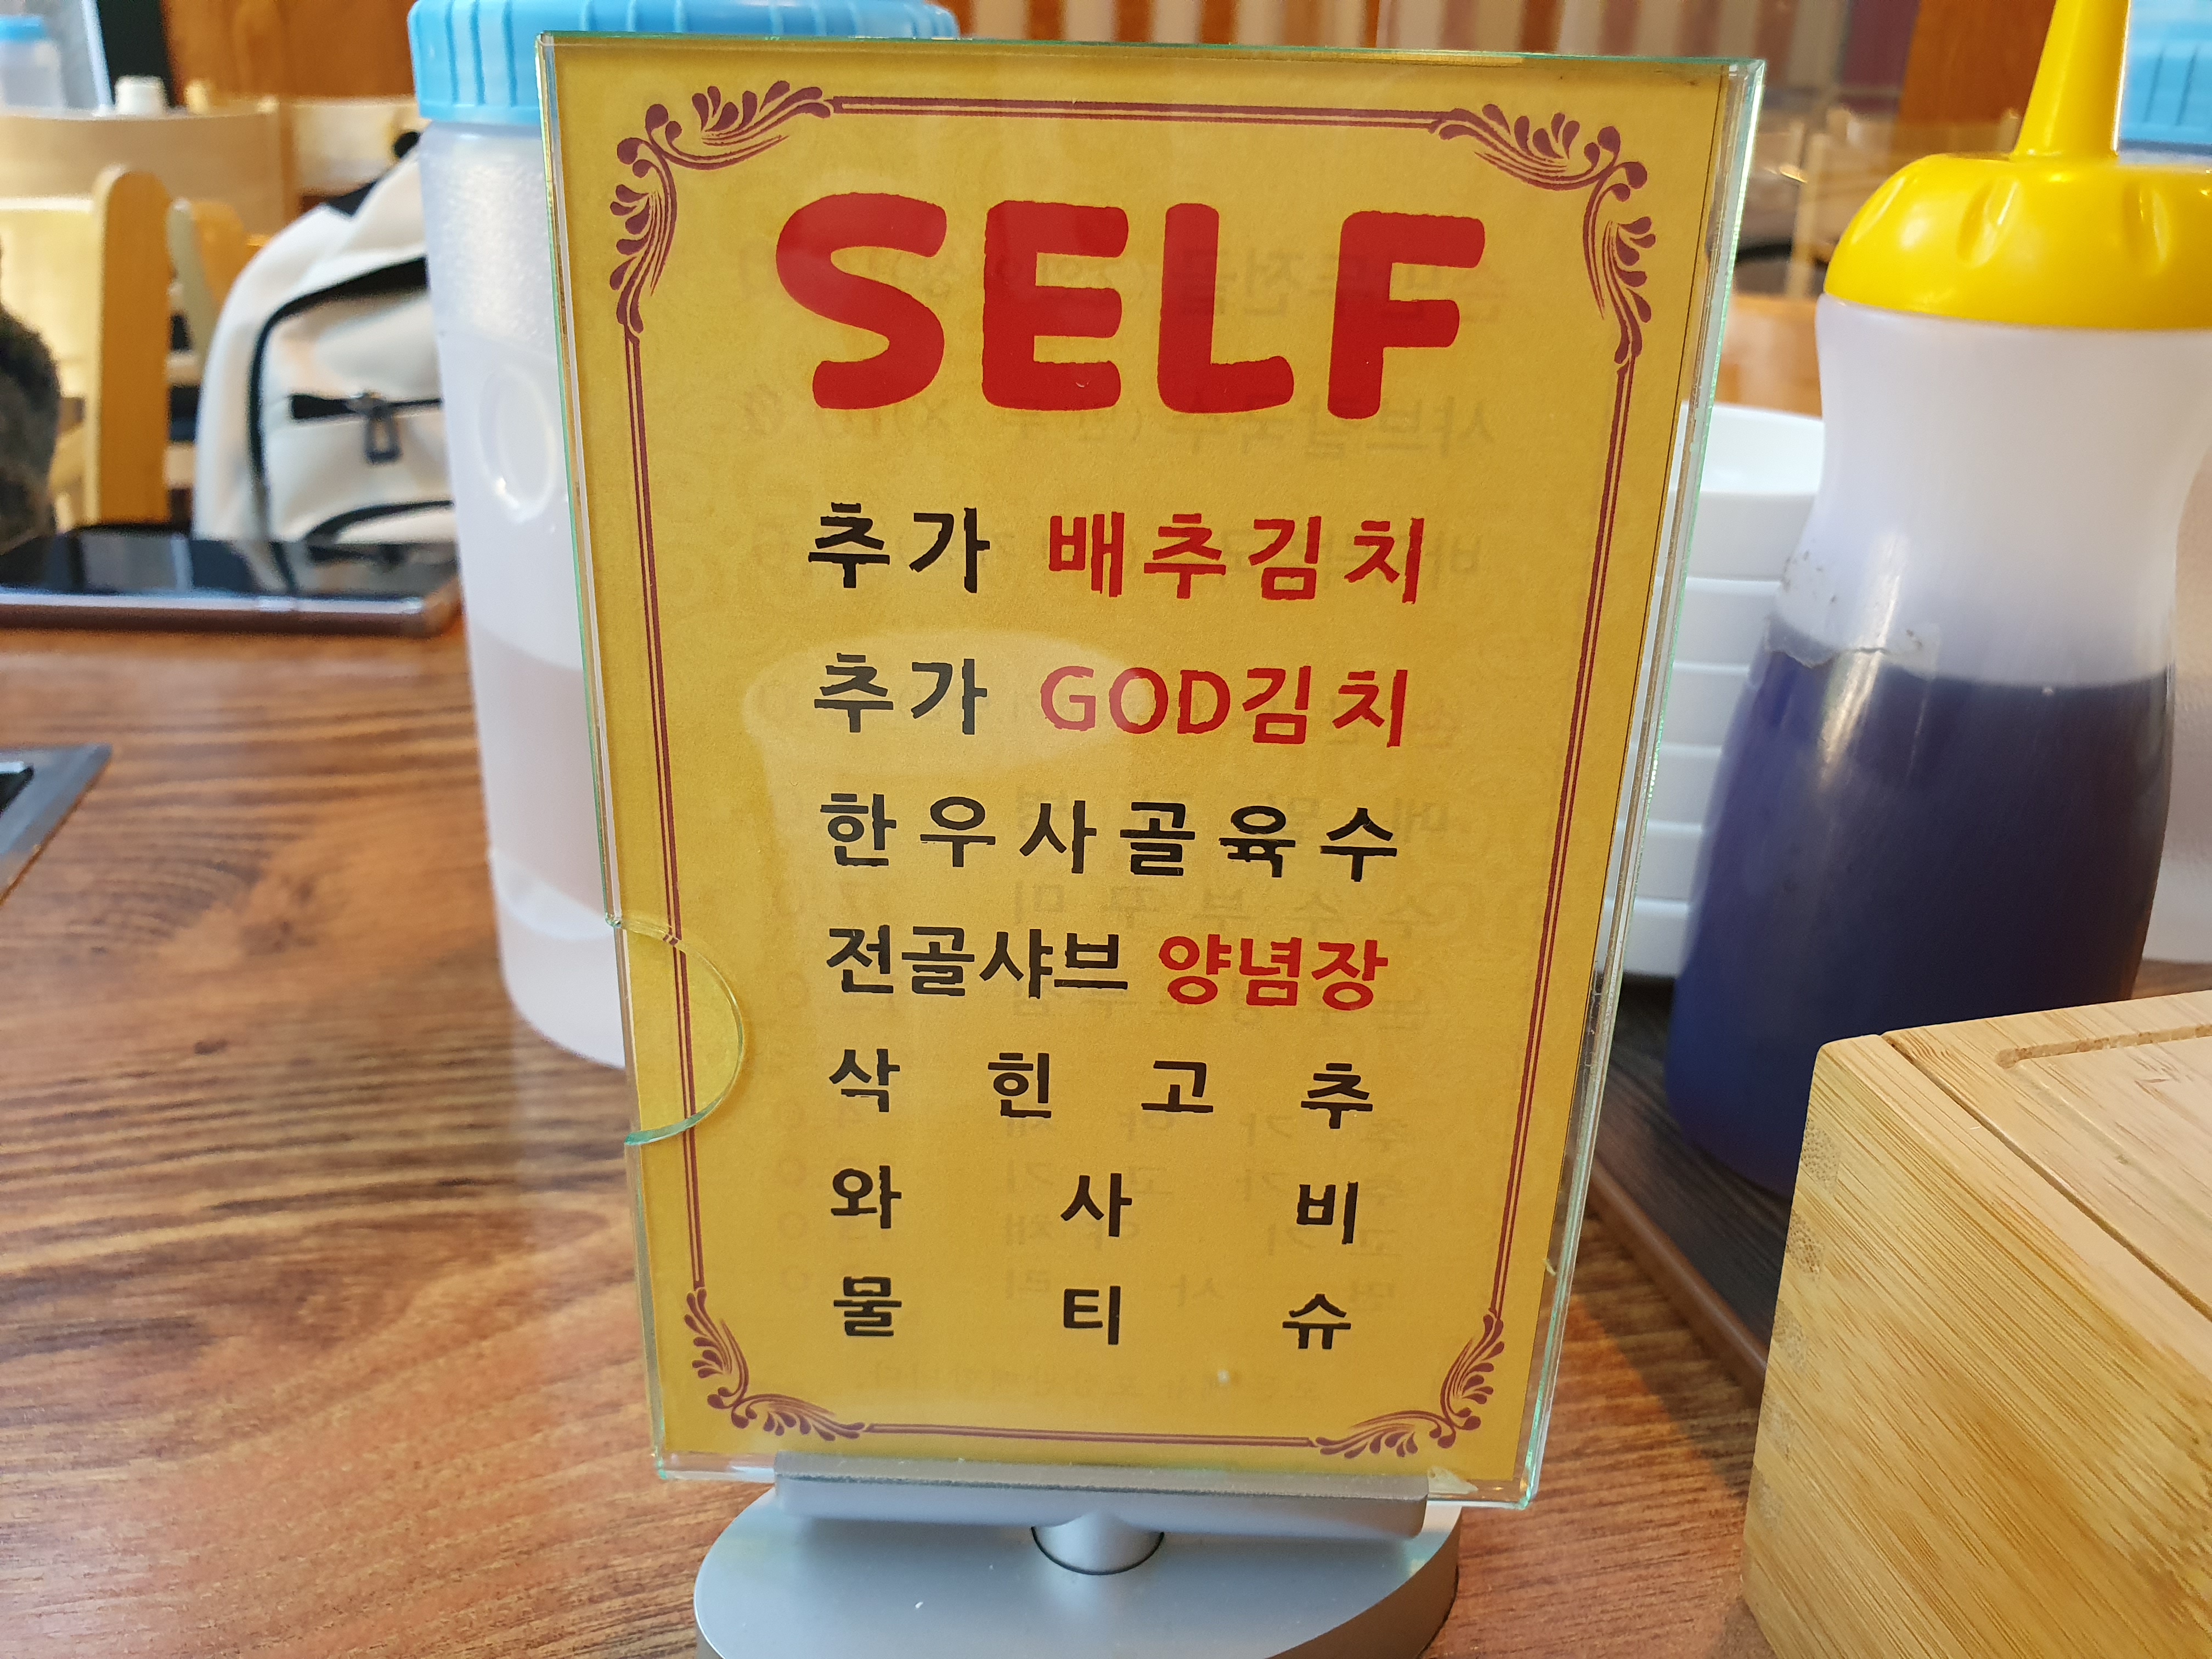 SELF
추가 배추김치
추가 GOD김치
한우사골육수
전골샤브 양념장
삭힌고추
와사비
물티슈